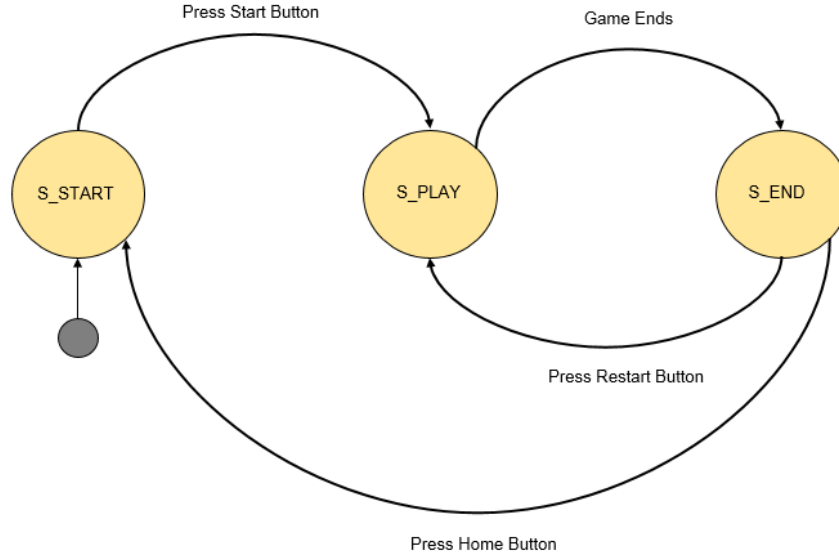 Press Start Button
Game Ends
S_START
S_PLAY
S_END
Press Restart Button
Press Home Button